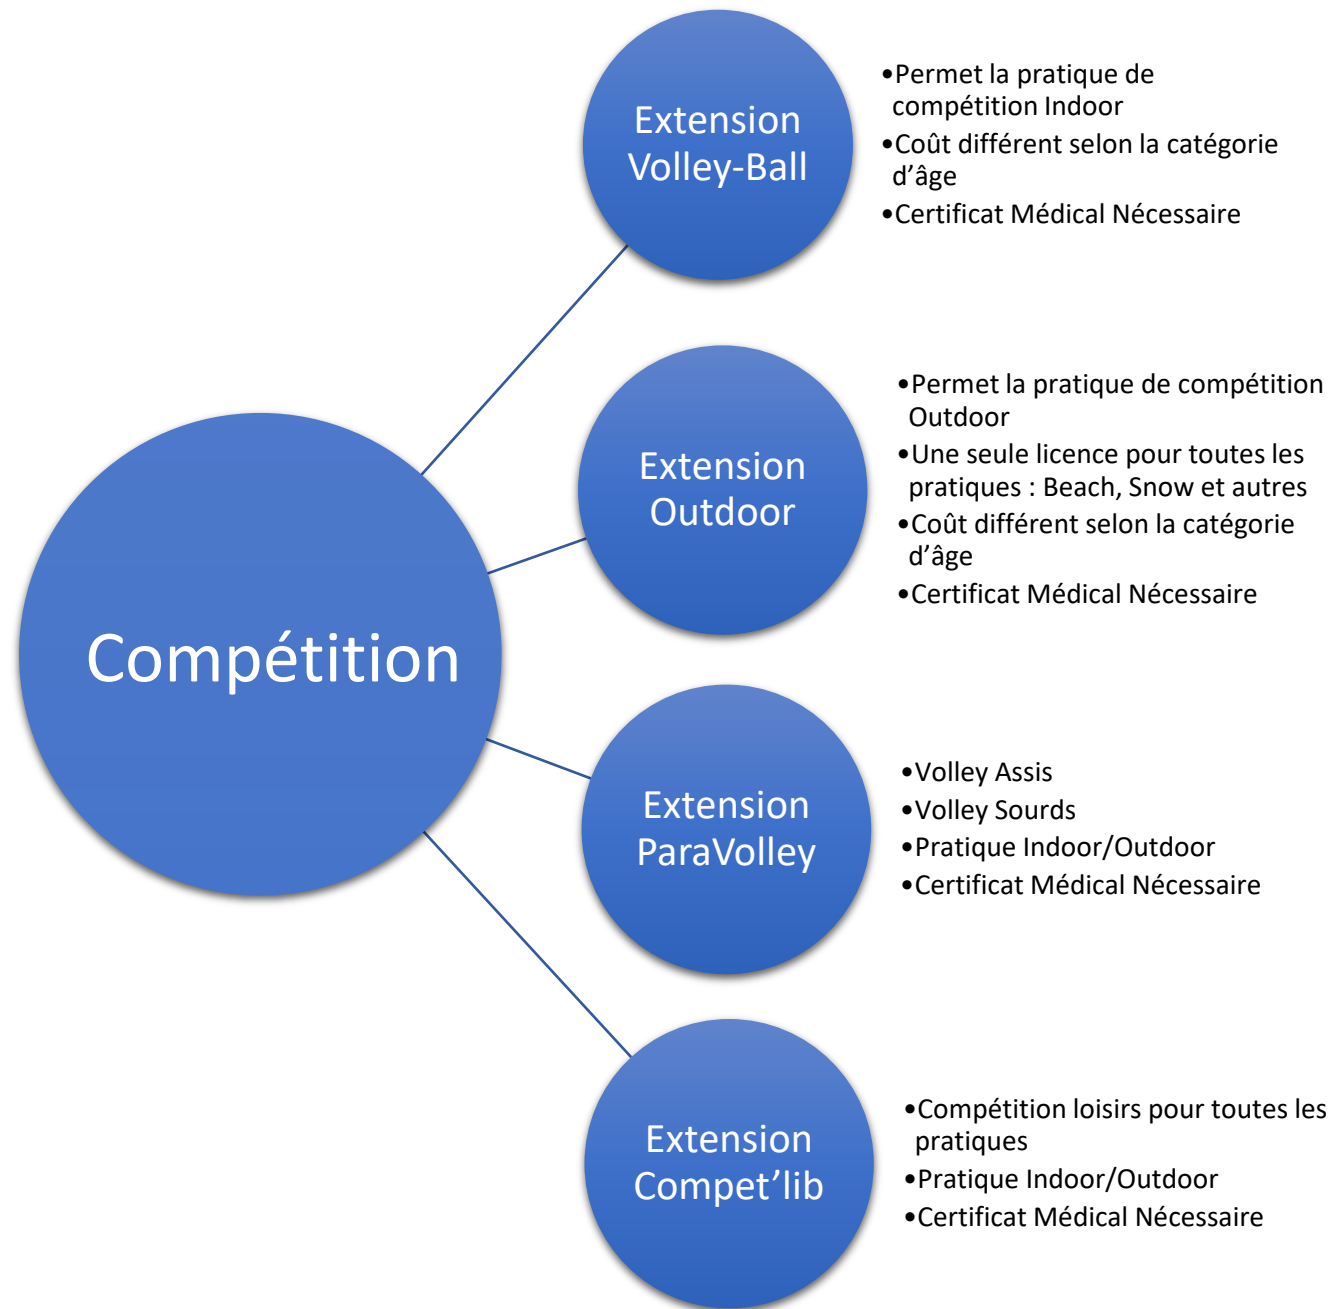 Compétition
Extension
Volley-Ball
•Permet la pratique de
compétition Indoor
•Coût différent selon la catégorie
d’âge
•Certificat Médical Nécessaire
Extension
Outdoor
•Permet la pratique de compétition
Outdoor
•Une seule licence pour toutes les
pratiques : Beach, Snow et autres
•Coût différent selon la catégorie
d’âge
•Certificat Médical Nécessaire
Extension
ParaVolley
•Volley Assis
•Volley Sourds
•Pratique Indoor/Outdoor
•Certificat Médical Nécessaire
Extension
Compet’lib
•Compétition loisirs pour toutes les
pratiques
•Pratique Indoor/Outdoor
•Certificat Médical Nécessaire